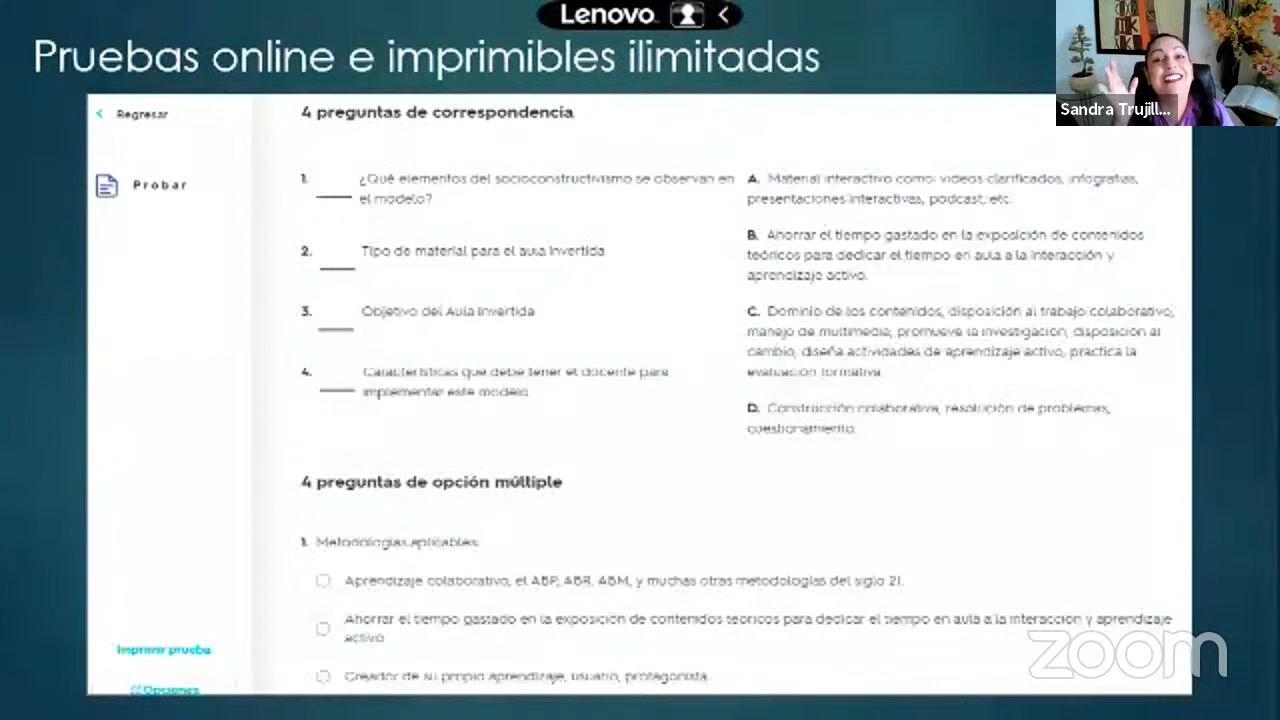 Lenovo
Pruebas online e imprimibles ilimitadas
Sandra Trujill...
Regresar
Probar
4 preguntas de correspondencia
1. ____ ¿Qué elementos del socioconstructivismo se observan en
el modelo?
2. ____ Tipo de material para el aula invertida
3. ____ Objetivo del Aula Invertida
4. ____ Características que debe tener el docente para
implementar este modelo
A. Material interactivo como: videos clarificados, infografías,
presentaciones interactivas, podcast, etc.
B. Ahorrar el tiempo gastado en la exposición de contenidos
teóricos para dedicar el tiempo en aula a la interacción y
aprendizaje activo.
C. Dominio de los contenidos, disposición al trabajo colaborativo,
manejo de multimedia, promueve la investigación, disposición al
cambio, diseña actividades de aprendizaje activo, practica la
evaluación formativa
D. Construcción colaborativa, resolución de problemas,
cuestionamiento.
4 preguntas de opción múltiple
1. Metodologías aplicables:
Aprendizaje colaborativo, el ABP, ABR, ABM, y muchas otras metodologías del siglo 21.
Ahorrar el tiempo gastado en la exposición de contenidos teóricos para dedicar el tiempo en aula a la interacción y aprendizaje
activo.
Creador de su propio aprendizaje, usuario, protagonista.
Imprimir prueba
Opciones
zoom